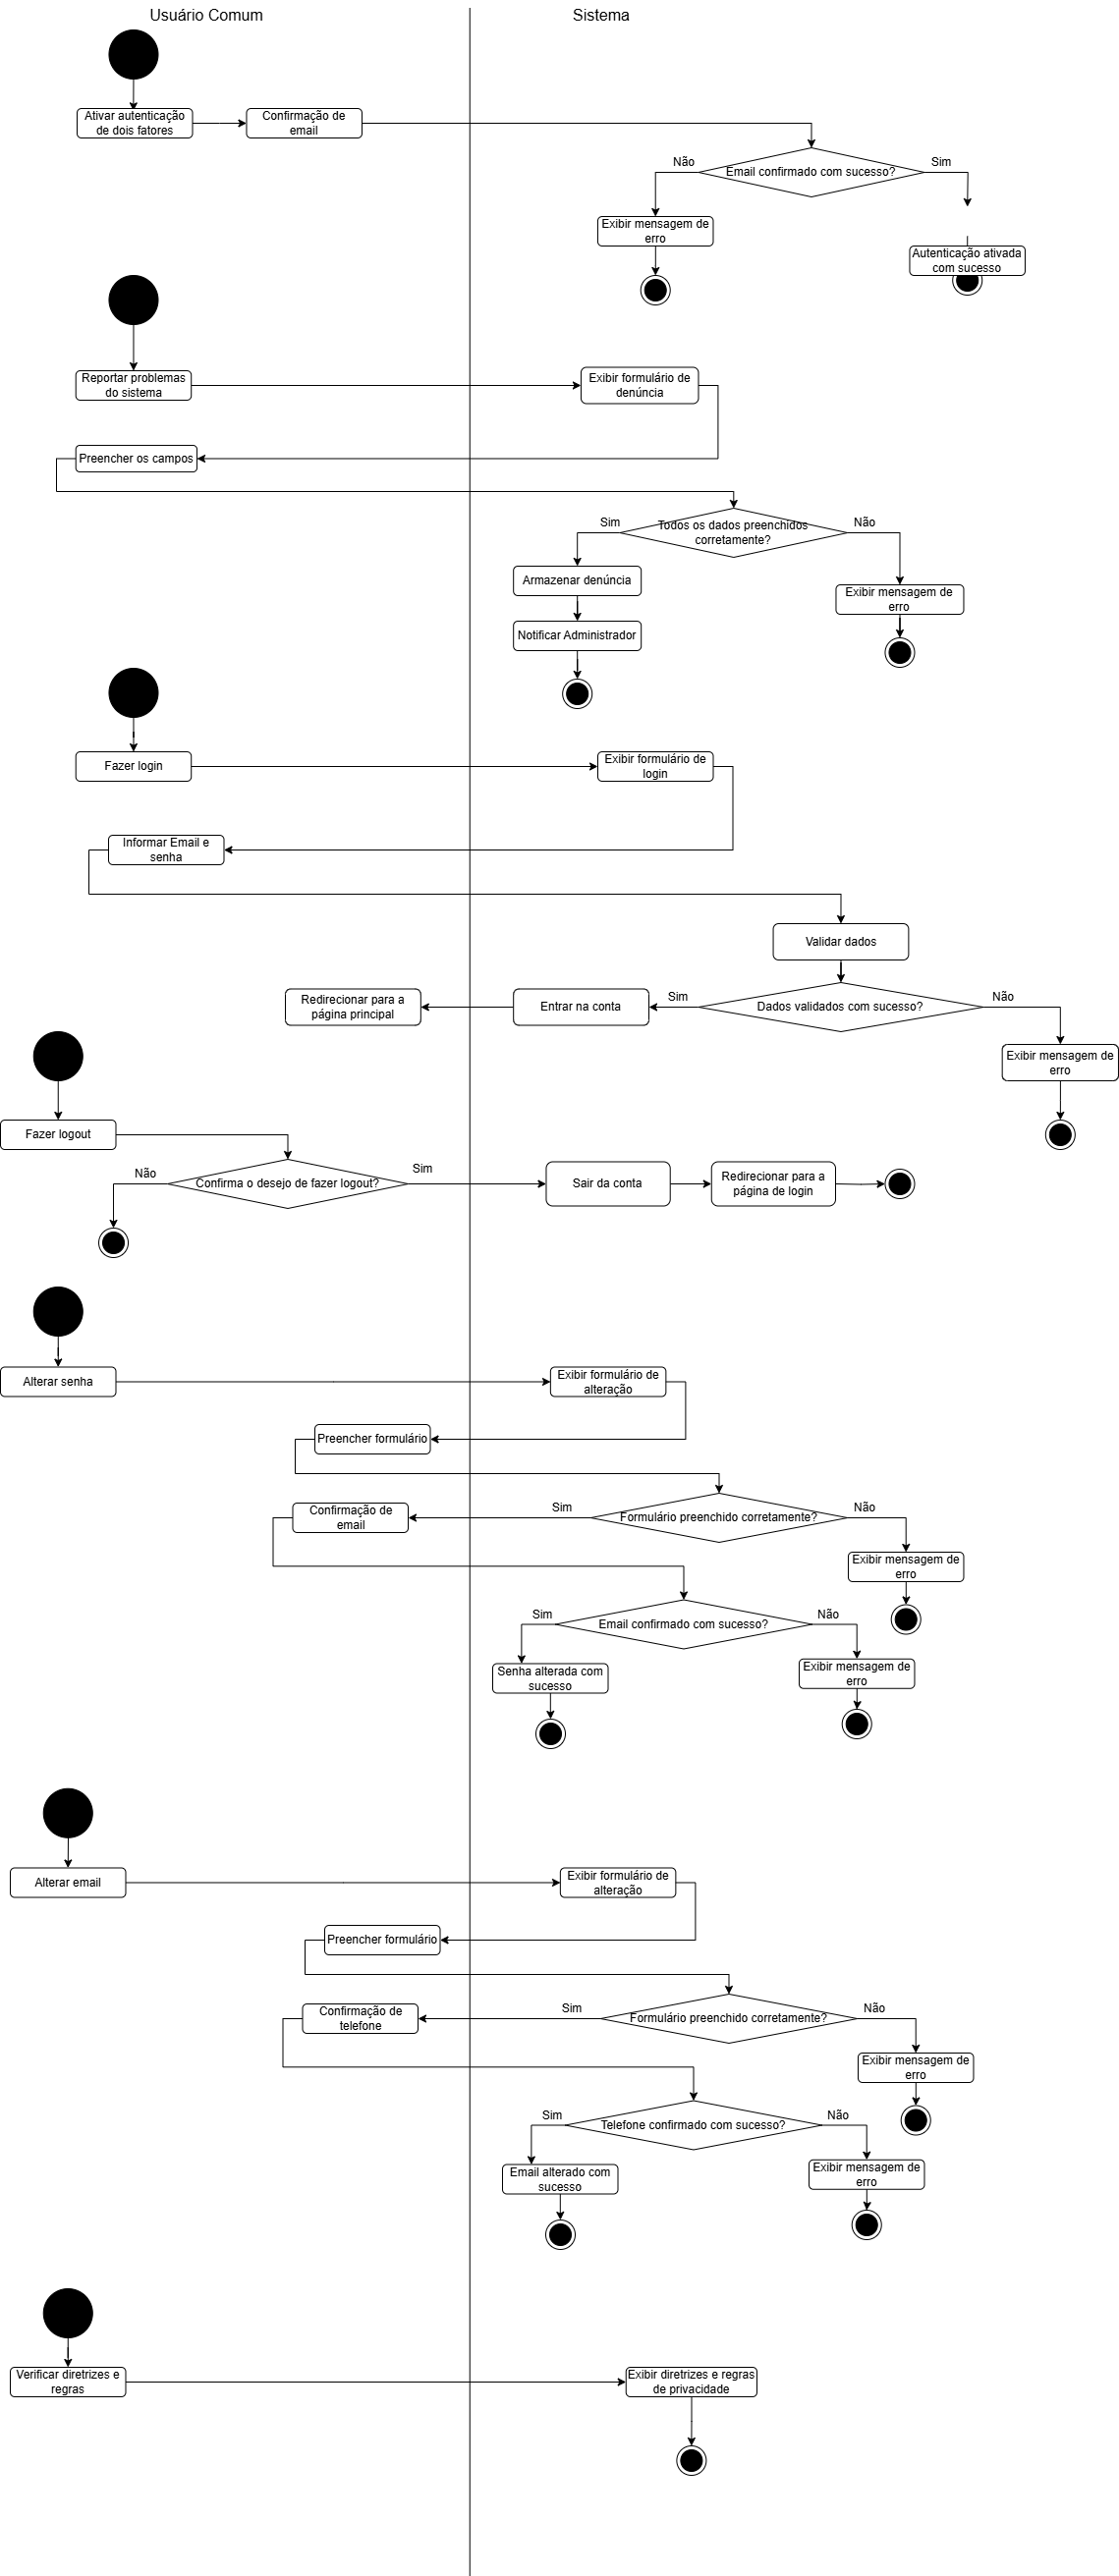 Usuário Comum
Sistema
Ativar autenticação
de dois fatores
Confirmação de
email
Email confirmado com sucesso?
Não
Sim
Exibir mensagem de
erro
Autenticação ativada
com sucesso
Reportar problemas
do sistema
Exibir formulário de
denúncia
Preencher os campos
Todos os dados preenchidos
corretamente?
Sim
Não
Armazenar denúncia
Exibir mensagem de
erro
Notificar Administrador
Fazer login
Exibir formulário de
login
Informar Email e
senha
Validar dados
Dados validados com sucesso?
Sim
Não
Entrar na conta
Redirecionar para a
página principal
Exibir mensagem de
erro
Fazer logout
Confirma o desejo de fazer logout?
Não
Sim
Sair da conta
Redirecionar para a
página de login
Alterar senha
Exibir formulário de
alteração
Preencher formulário
Formulário preenchido corretamente?
Sim
Não
Confirmação de
email
Exibir mensagem de
erro
Email confirmado com sucesso?
Sim
Não
Senha alterada com
sucesso
Exibir mensagem de
erro
Alterar email
Exibir formulário de
alteração
Preencher formulário
Formulário preenchido corretamente?
Sim
Não
Confirmação de
telefone
Exibir mensagem de
erro
Telefone confirmado com sucesso?
Sim
Não
Email alterado com
sucesso
Exibir mensagem de
erro
Verificar diretrizes e
regras
Exibir diretrizes e regras
de privacidade